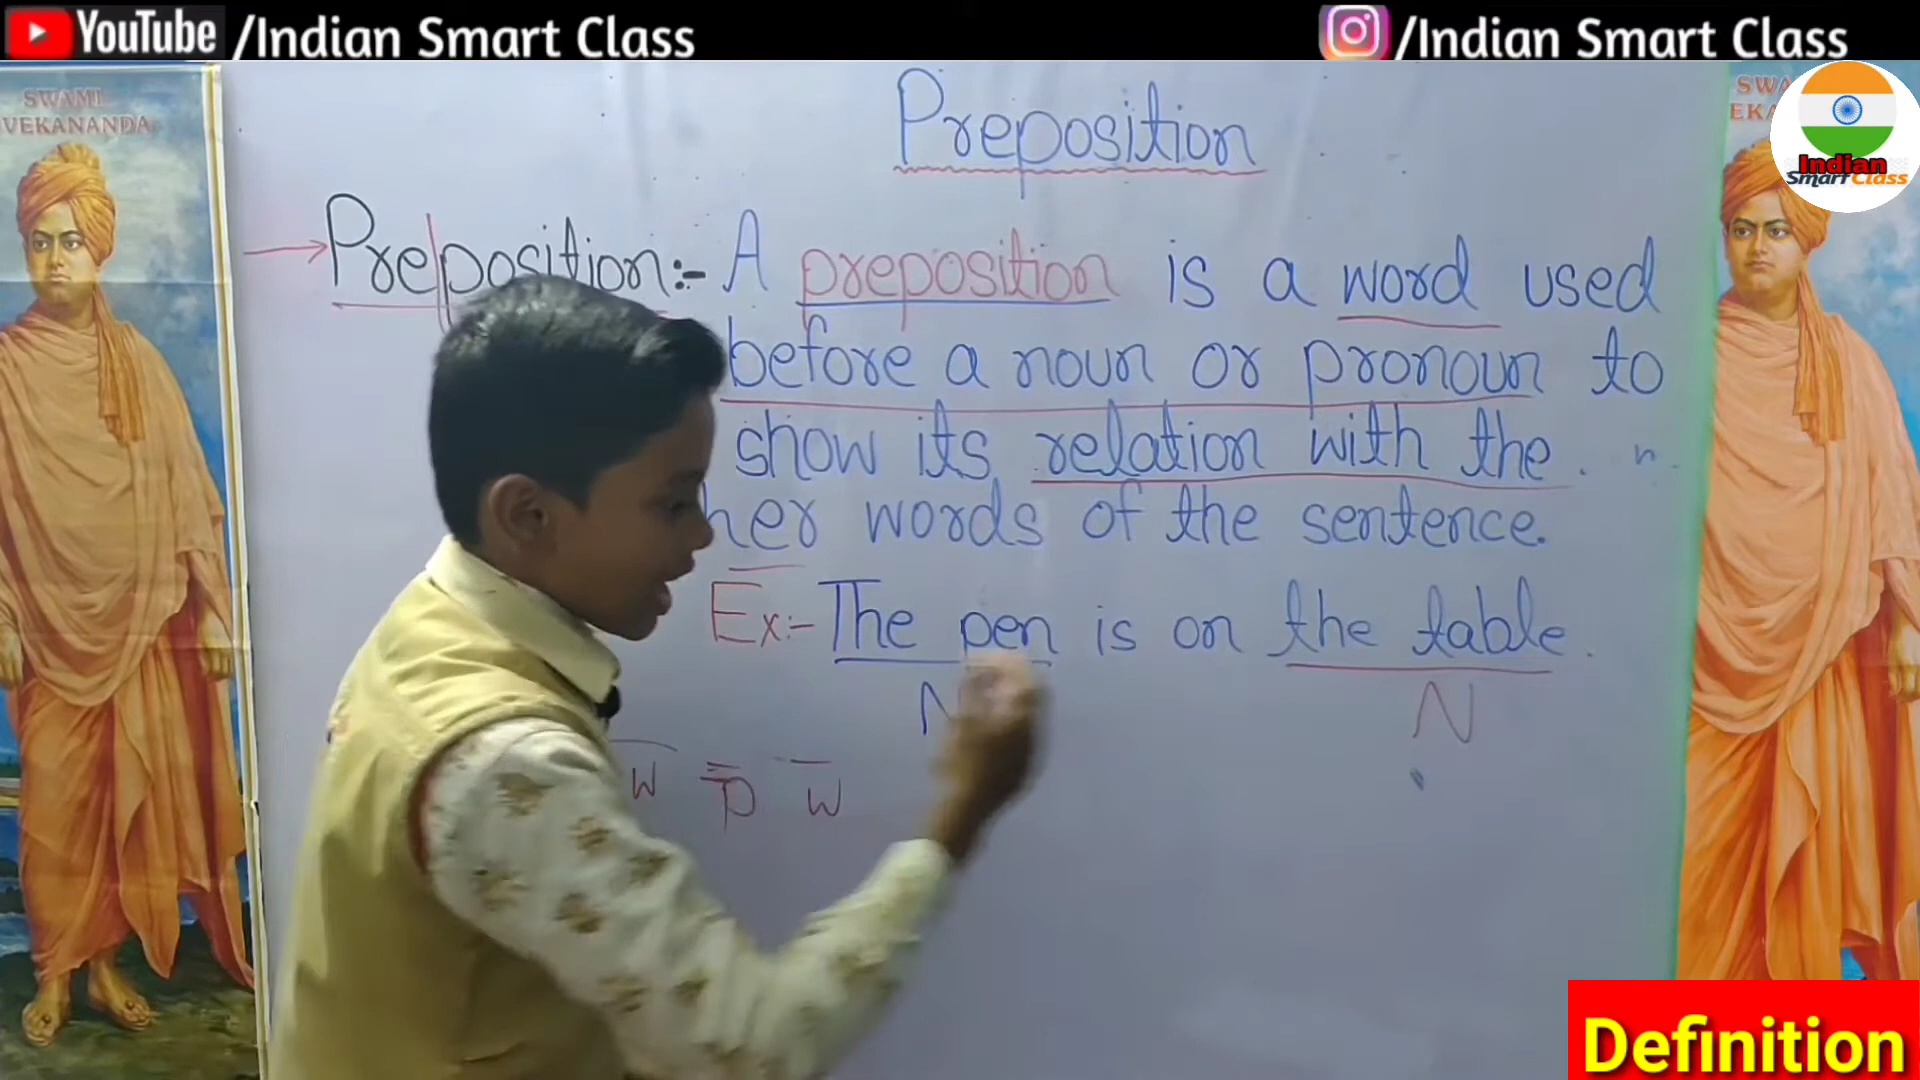 YouTube /Indian Smart Class
/Indian Smart Class
SWAMI
VEKANANDA
SWA
EKA
Indian
Smart Class
Preposition
Preposition:- A preposition is a word used
before a noun or pronoun to
show its relation with the
her words of the sentence.
Ex:- The pen is on the table.
N N
W P W
Definition